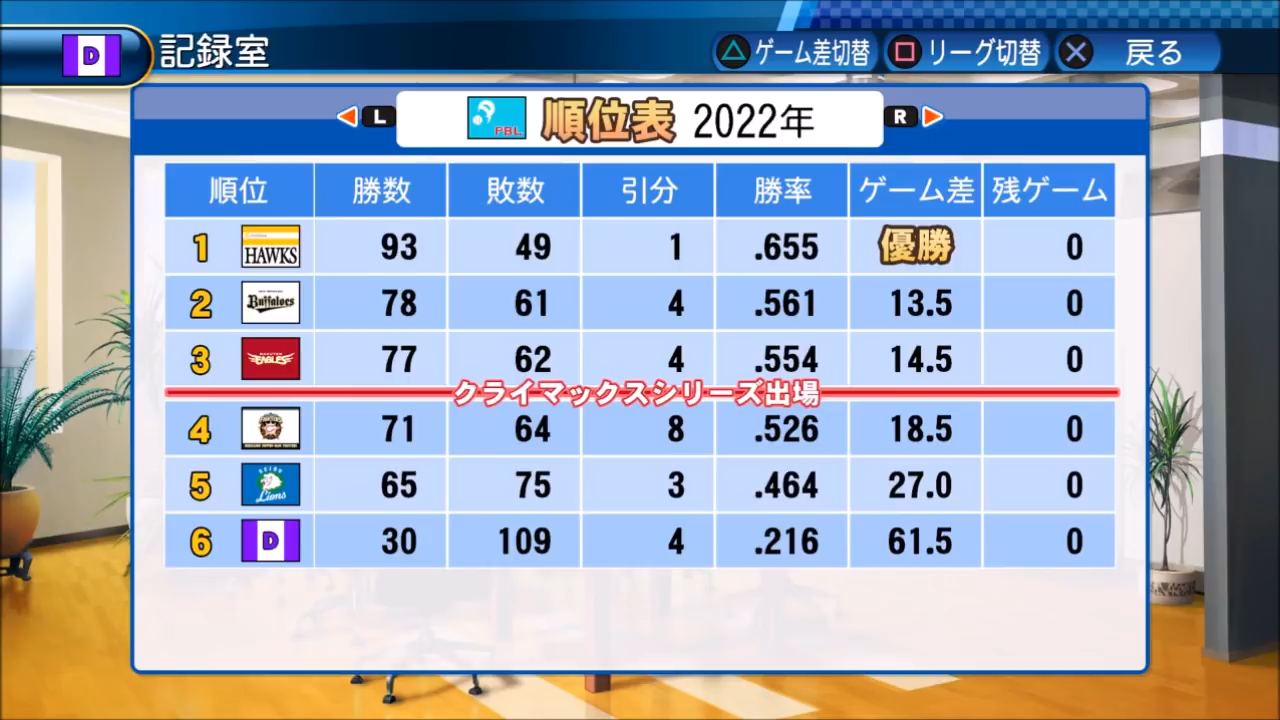 D 記録室 △ ゲーム差切替 □ リーグ切替 × 戻る
L PBL 順位表 2022年 R
順位 勝数 敗数 引分 勝率 ゲーム差 残ゲーム
1 HAWKS 93 49 1 .655 優勝 0
2 Buffaloes 78 61 4 .561 13.5 0
3 EAGLES 77 62 4 .554 14.5 0
クライマックスシリーズ出場
4 71 64 8 .526 18.5 0
5 Lions 65 75 3 .464 27.0 0
6 D 30 109 4 .216 61.5 0